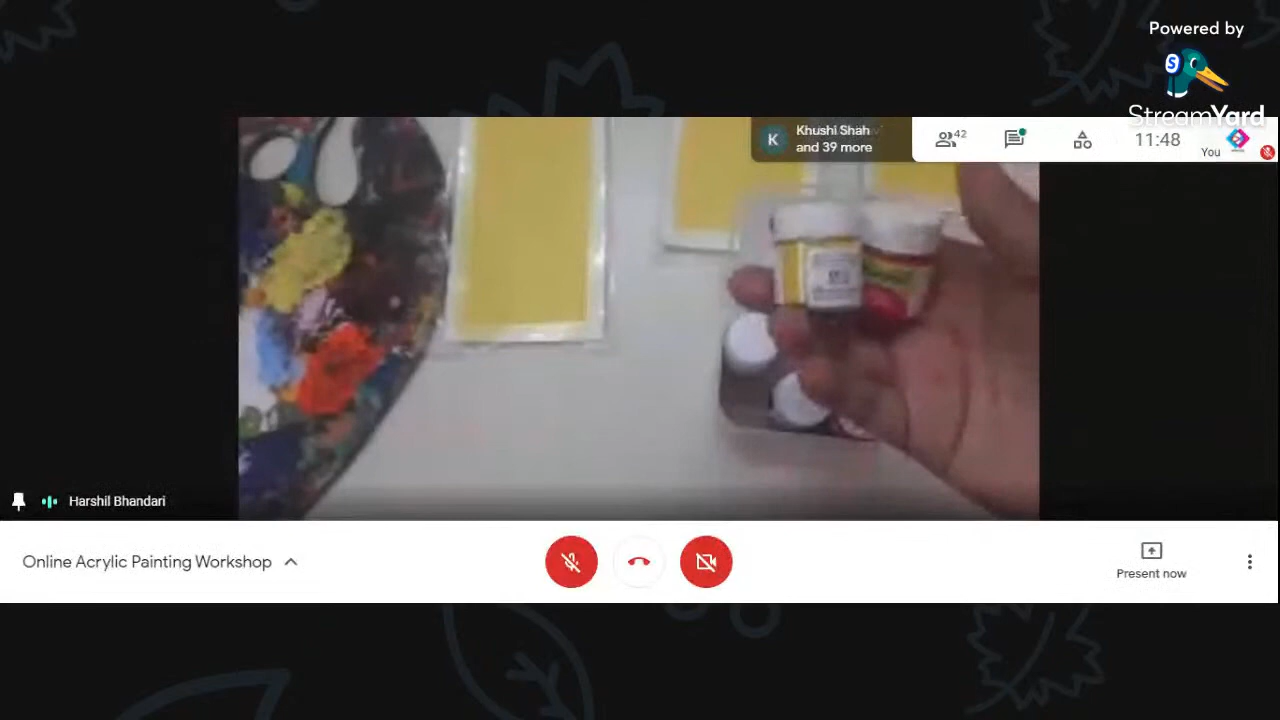 Powered by
S
StreamYard
K
Khushi Shah
and 39 more
42
11:48
You
Harshil Bhandari
Online Acrylic Painting Workshop
Present now